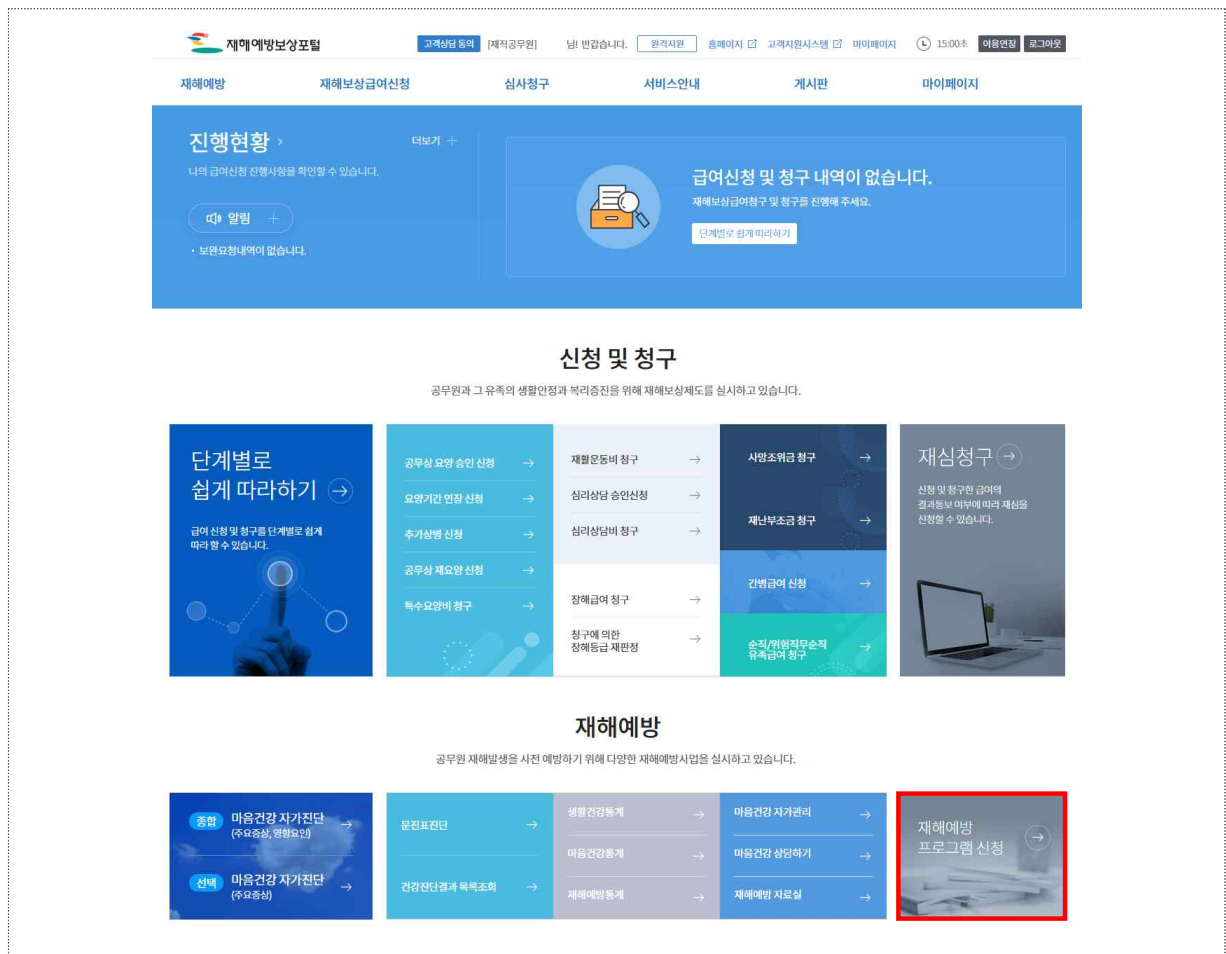 재해예방보상포털
고객상담 동의 [재직공무원] 님! 반갑습니다. 원격지원 홈페이지 고객지원시스템 마이페이지 15:00초 이용연장 로그아웃
재해예방 재해보상급여신청 심사청구 서비스안내 게시판 마이페이지
진행현황 > 더보기 +
나의 급여신청 진행사항을 확인할 수 있습니다.
알림 +
• 보완요청내역이 없습니다.
급여신청 및 청구 내역이 없습니다.
재해보상급여청구 및 청구를 진행해 주세요.
단계별로 쉽게 따라하기
신청 및 청구
공무원과 그 유족의 생활안정과 복리증진을 위해 재해보상제도를 실시하고 있습니다.
단계별로
쉽게 따라하기 →
급여 신청 및 청구를 단계별로 쉽게
따라 할 수 있습니다.
공무상 요양 승인 신청 →
요양기간 연장 신청 →
추가상병 신청 →
공무상 재요양 신청 →
특수요양비 청구 →
재활운동비 청구 →
심리상담 승인신청 →
심리상담비 청구 →
장해급여 청구 →
청구에 의한
장해등급 재판정 →
사망조위금 청구 →
재난부조금 청구 →
간병급여 신청 →
순직/위험직무순직
유족급여 청구 →
재심청구 →
신청 및 청구한 급여의
결과통보 여부에 따라 재심을
신청할 수 있습니다.
재해예방
공무원 재해발생을 사전 예방하기 위해 다양한 재해예방사업을 실시하고 있습니다.
종합 마음건강 자가진단 →
(주요증상, 영향요인)
선택 마음건강 자가진단 →
(주요증상)
문진표진단 →
건강진단결과 목록조회 →
생활건강통계 →
마음건강통계 →
재해예방통계 →
마음건강 자가관리 →
마음건강 상담하기 →
재해예방 자료실 →
재해예방
프로그램 신청 →